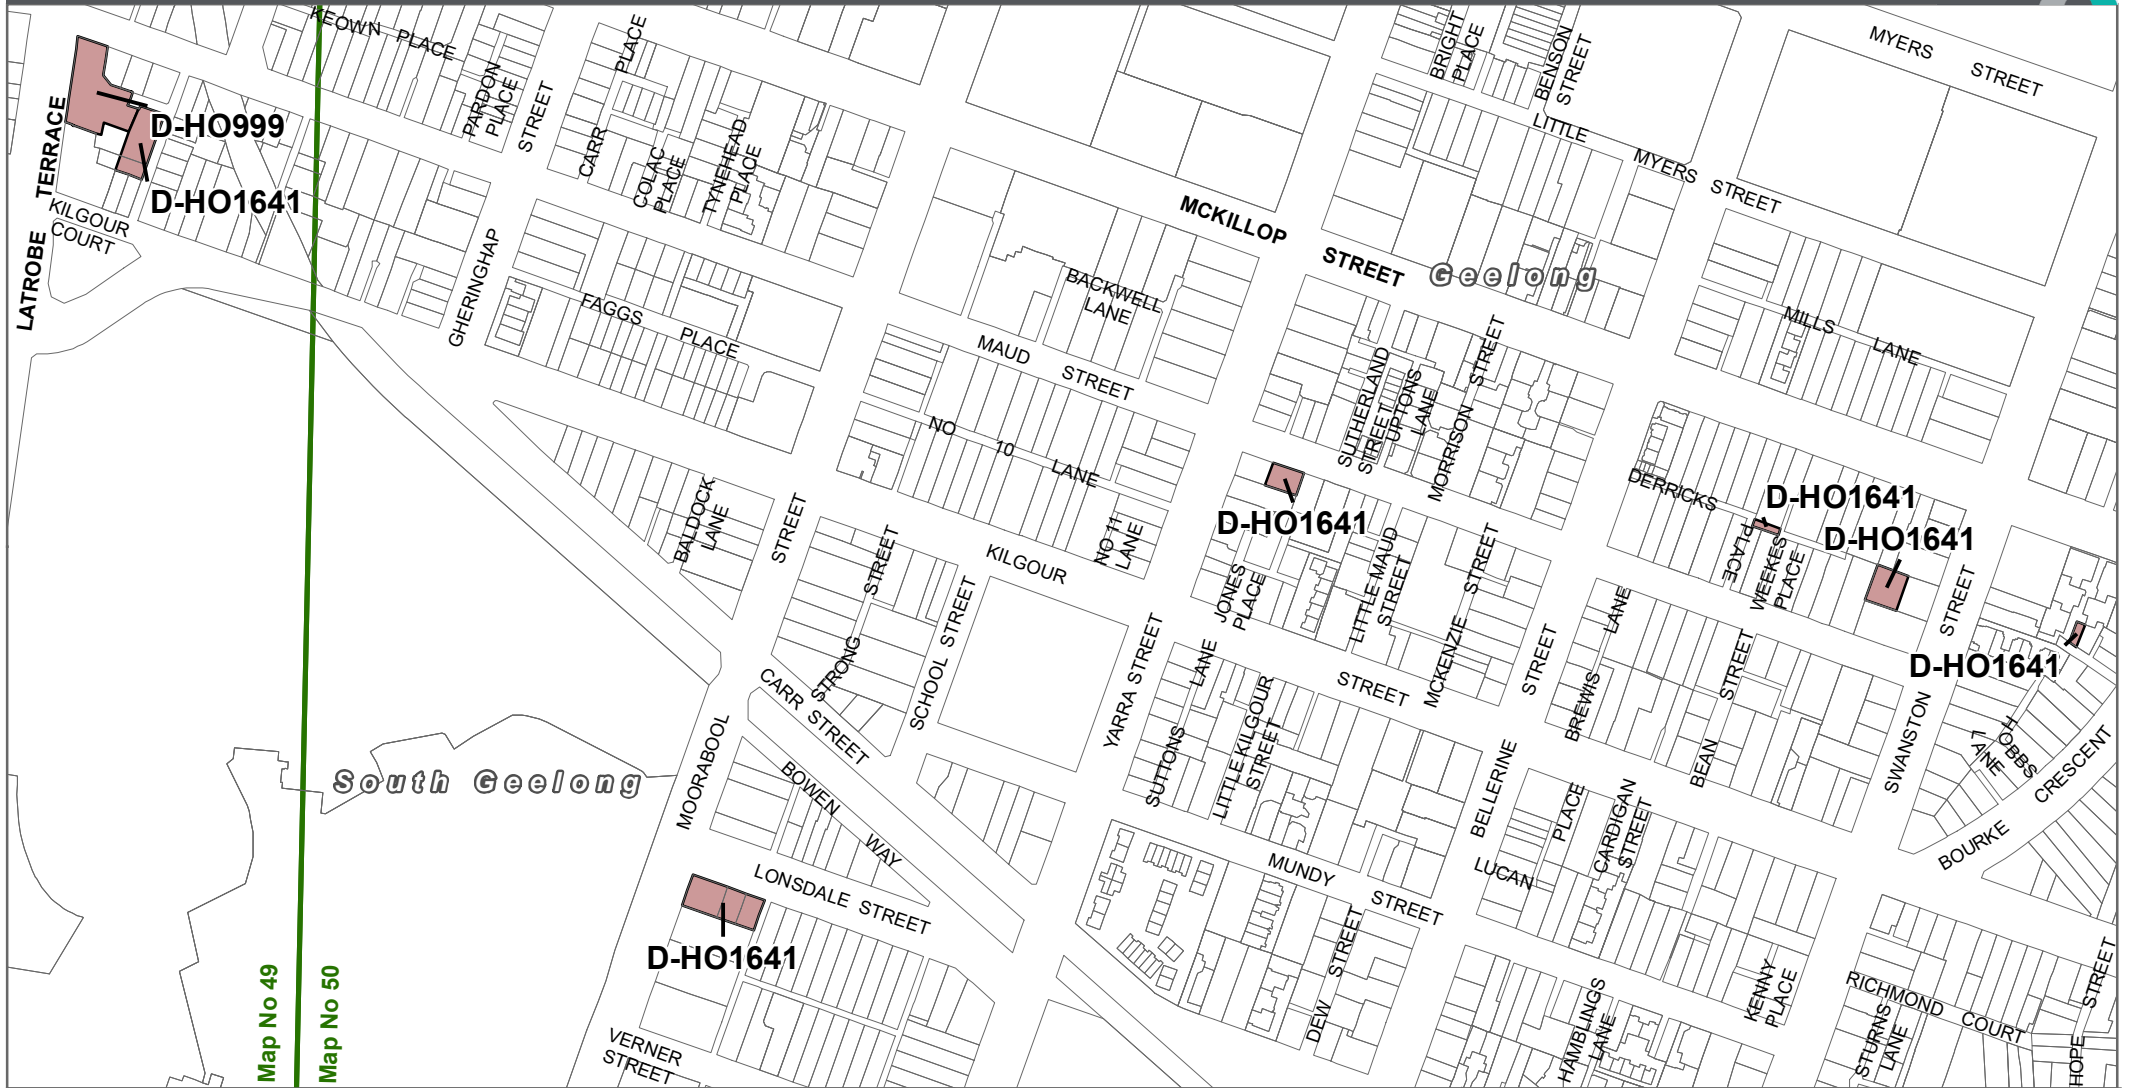 KEOWN PLACE
PARDON
PLACE
STREET
PLACE
CARR
COLAC
PLACE
TYNEHEAD
PLACE
BRIGHT
PLACE
BENSON
STREET
MYERS STREET
LITTLE MYERS STREET
D-HO999
D-HO1641
LATROBE TERRACE
KILGOUR
COURT
GHERINGHAP
FAGGS PLACE
MCKILLOP STREET
Geelong
BACKWELL
LANE
MAUD STREET
MILLS LANE
NO 10 LANE
NO 11
LANE
SUTHERLAND
STREET
UPTONS
LANE
MORRISON STREET
DERRICKS
PLACE
D-HO1641
D-HO1641
WEEKES
PLACE
D-HO1641
BALDOCK
LANE
STREET
STRONG STREET
SCHOOL STREET
KILGOUR STREET
JONES
PLACE
LITTLE MAUD
STREET
MCKENZIE STREET
STREET
BREWIS LANE
BEAN STREET
SWANSTON STREET
D-HO1641
HOBBS
LANE
BOURKE CRESCENT
CARR STREET
YARRA STREET
SUTTONS LANE
LITTLE KILGOUR
STREET
BELLERINE
South Geelong
MOORABOOL
BOWEN WAY
LONSDALE STREET
D-HO1641
MUNDY STREET
LUCAN PLACE
CARDIGAN
STREET
DEW STREET
HAMBLINGS
LANE
KENNY
PLACE
RICHMOND COURT
STURNS
LANE
HOPE STREET
VERNER
STREET
Map No 49
Map No 50